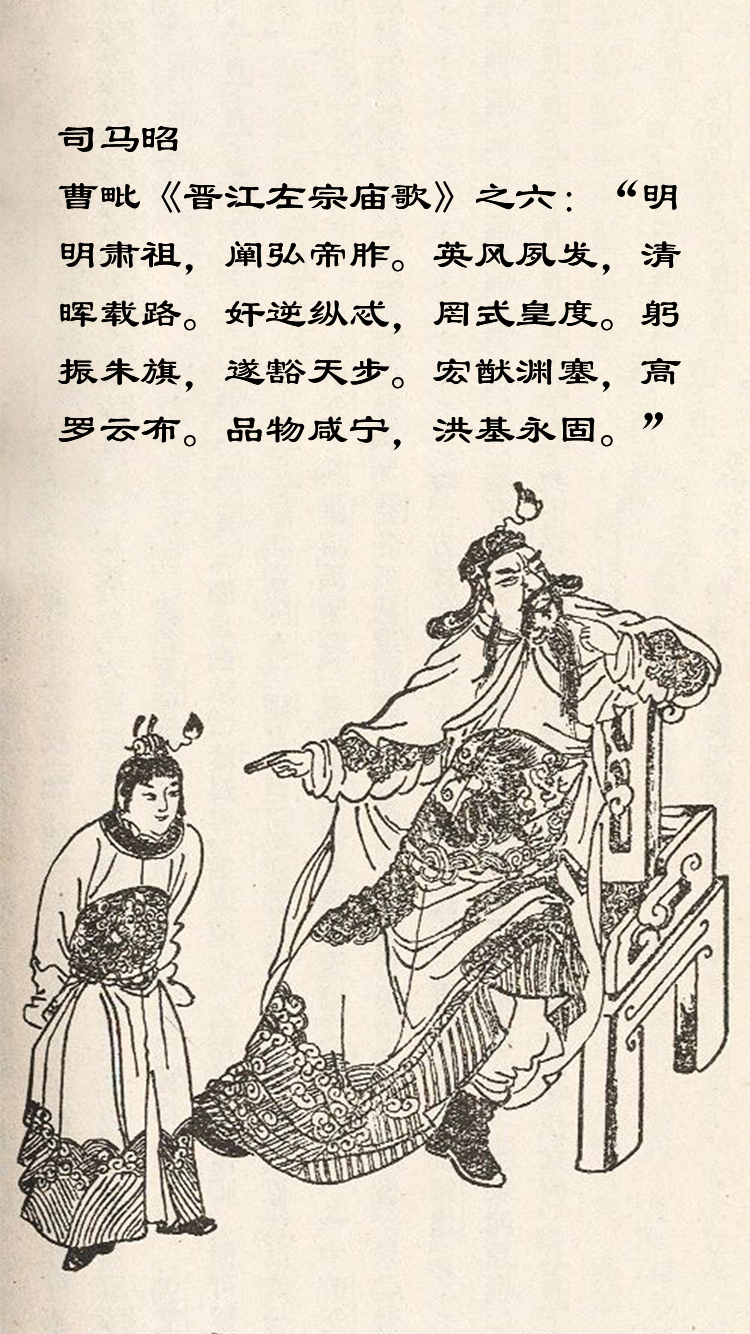 司马昭
曹毗《晋江左宗庙歌》之六：“明
明肃祖，阐弘帝胙。英风夙发，清
晖载路。奸逆纵忒，罔式皇度。躬
振朱旗，遂豁天步。宏猷渊塞，高
罗云布。品物咸宁，洪基永固。”